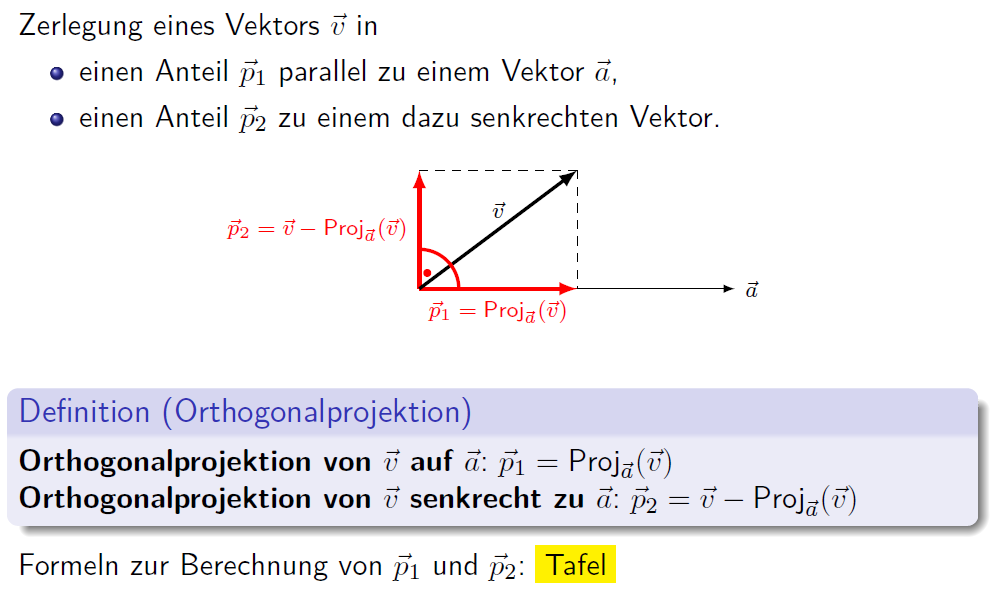 Zerlegung eines Vektors $\vec{v}$ in
einen Anteil $\vec{p}_1$ parallel zu einem Vektor $\vec{a}$,
einen Anteil $\vec{p}_2$ zu einem dazu senkrechten Vektor.
$\vec{v}$
$\vec{p}_2 = \vec{v} - \text{Proj}_{\vec{a}}(\vec{v})$
$\vec{a}$
$\vec{p}_1 = \text{Proj}_{\vec{a}}(\vec{v})$
Definition (Orthogonalprojektion)
Orthogonalprojektion von $\vec{v}$ auf $\vec{a}$: $\vec{p}_1 = \text{Proj}_{\vec{a}}(\vec{v})$
Orthogonalprojektion von $\vec{v}$ senkrecht zu $\vec{a}$: $\vec{p}_2 = \vec{v} - \text{Proj}_{\vec{a}}(\vec{v})$
Formeln zur Berechnung von $\vec{p}_1$ und $\vec{p}_2$: Tafel